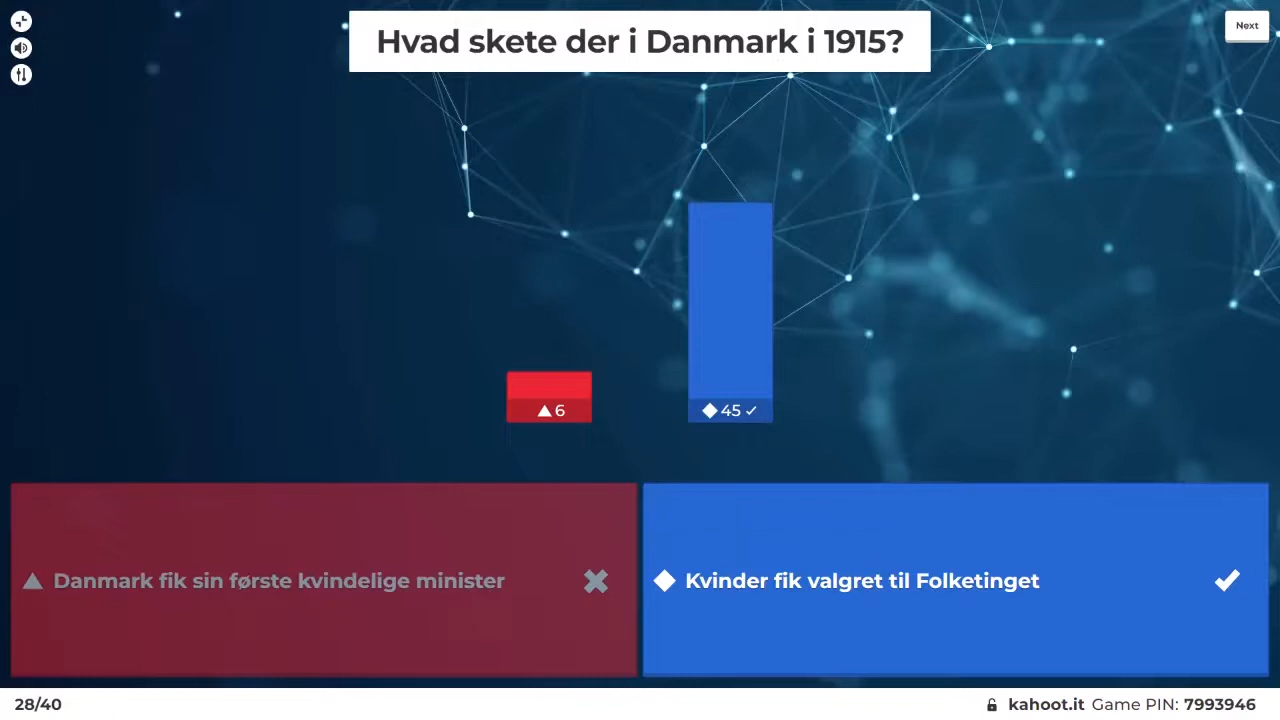 Hvad skete der i Danmark i 1915?
Next
6
45
Danmark fik sin første kvindelige minister
Kvinder fik valgret til Folketinget
28/40
kahoot.it Game PIN: 7993946